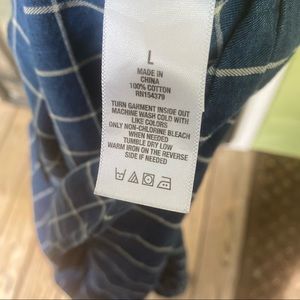 L
MADE IN
CHINA
100% COTTON
RN154379
TURN GARMENT INSIDE OUT
MACHINE WASH COLD WITH
LIKE COLORS
ONLY NON-CHLORINE BLEACH
WHEN NEEDED
TUMBLE DRY LOW
WARM IRON ON THE REVERSE
SIDE IF NEEDED